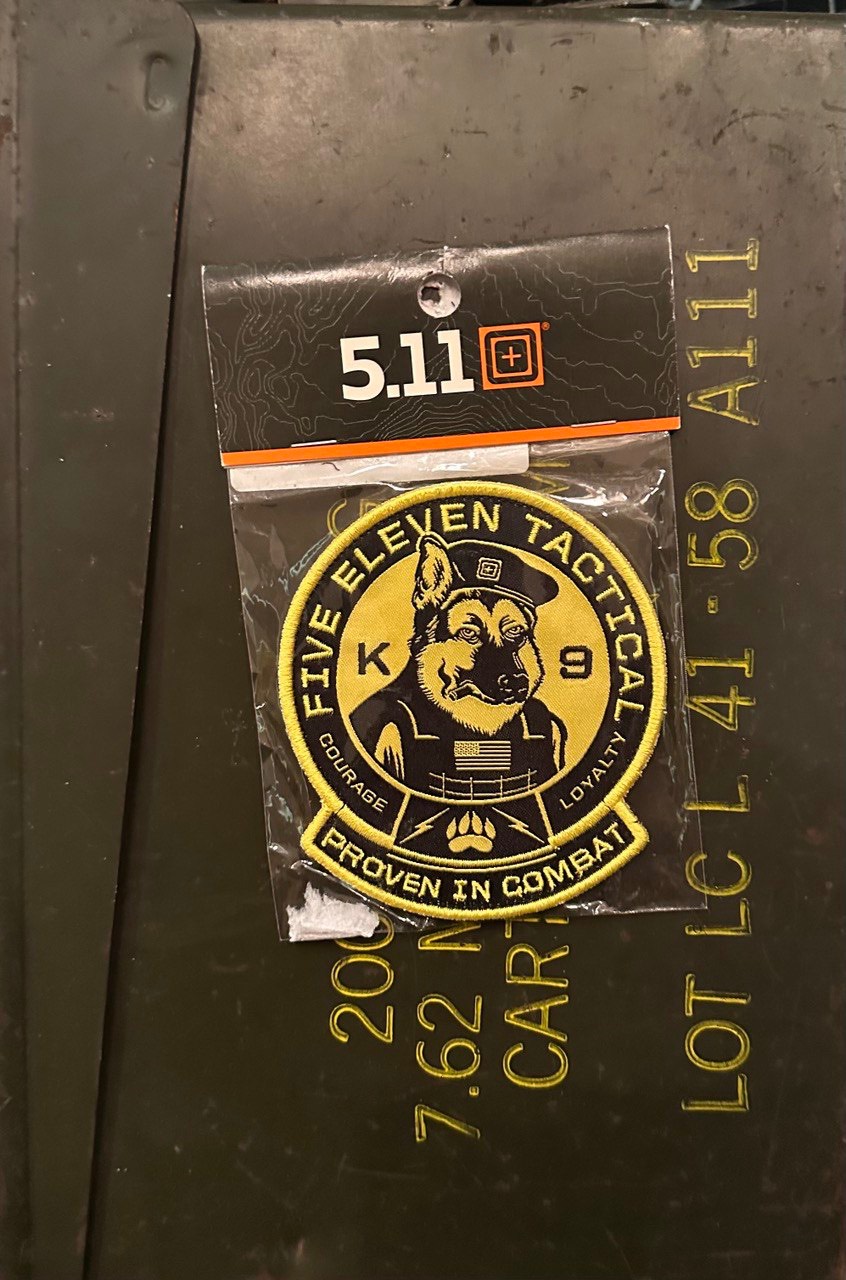 5.11
FIVE ELEVEN TACTICAL
K 9
COURAGE
LOYALTY
PROVEN IN COMBAT
200
7.62
LOT LC L 41-58 A111